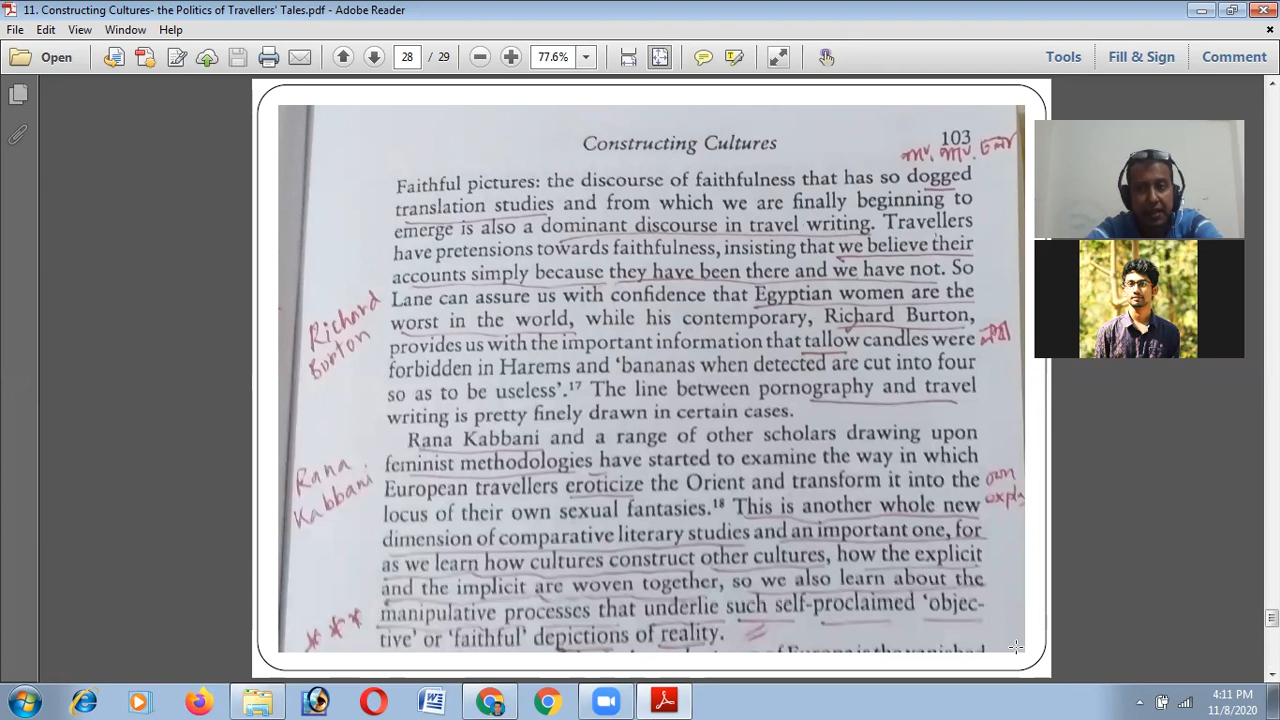 11. Constructing Cultures- the Politics of Travellers' Tales.pdf - Adobe Reader
File Edit View Window Help
Open 28 / 29 77.6% Tools Fill & Sign Comment
Constructing Cultures 103
Faithful pictures: the discourse of faithfulness that has so dogged
translation studies and from which we are finally beginning to
emerge is also a dominant discourse in travel writing. Travellers
have pretensions towards faithfulness, insisting that we believe their
accounts simply because they have been there and we have not. So
Lane can assure us with confidence that Egyptian women are the
worst in the world, while his contemporary, Richard Burton,
provides us with the important information that tallow candles were
forbidden in Harems and ‘bananas when detected are cut into four
so as to be useless’.17 The line between pornography and travel
writing is pretty finely drawn in certain cases.
Richard
Burton
Rana Kabbani and a range of other scholars drawing upon
feminist methodologies have started to examine the way in which
European travellers eroticize the Orient and transform it into the
locus of their own sexual fantasies.18 This is another whole new
dimension of comparative literary studies and an important one, for
as we learn how cultures construct other cultures, how the explicit
and the implicit are woven together, so we also learn about the
manipulative processes that underlie such self-proclaimed ‘objec-
tive’ or ‘faithful’ depictions of reality.
Rana
Kabbani
4:11 PM
11/8/2020